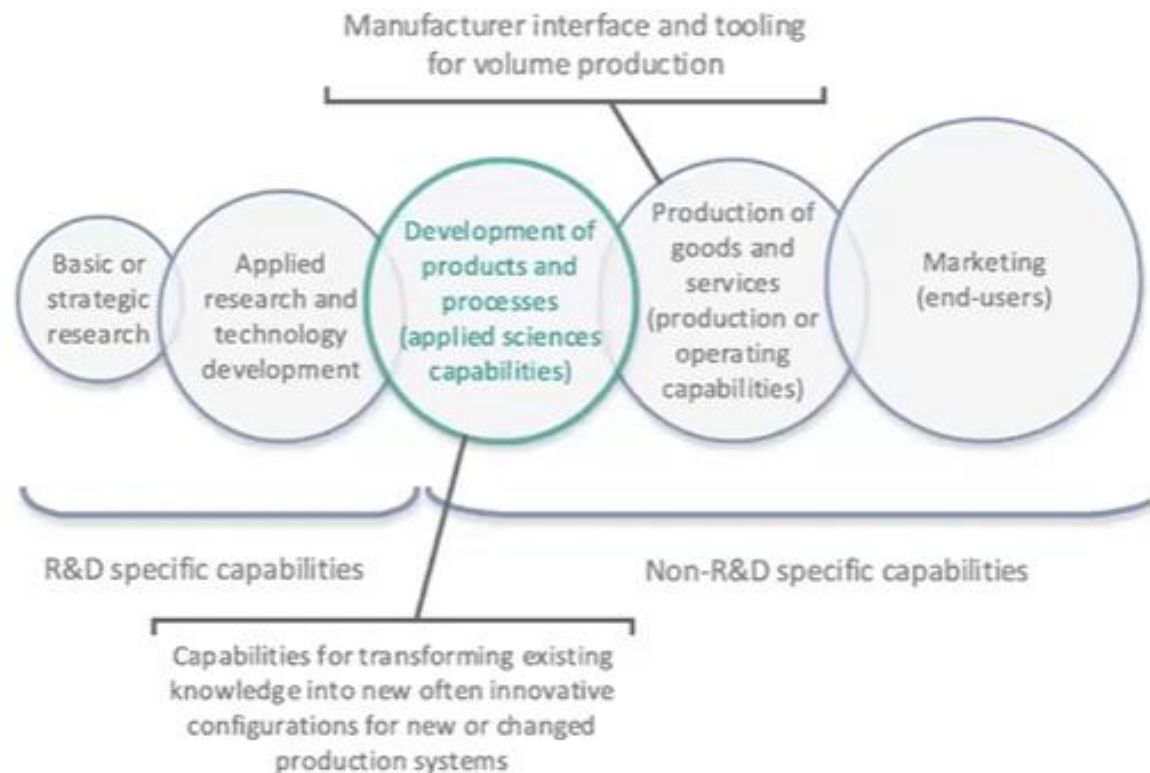 Manufacturer interface and tooling
for volume production
Basic or
strategic
research
Applied
research and
technology
development
Development of
products and
processes
(applied sciences
capabilities)
Production of
goods and
services
(production or
operating
capabilities)
Marketing
(end-users)
R&D specific capabilities
Non-R&D specific capabilities
Capabilities for transforming existing
knowledge into new often innovative
configurations for new or changed
production systems